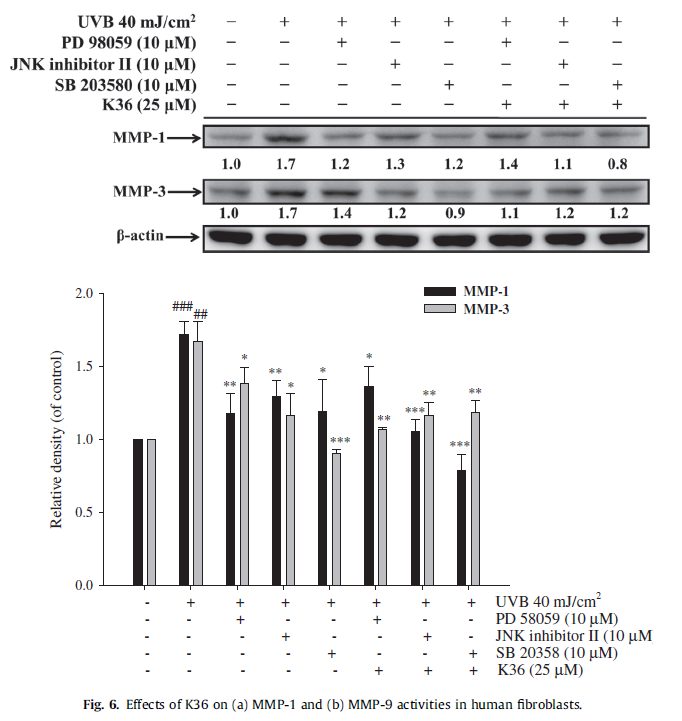 UVB 40 mJ/cm² − + + + + + + +
PD 98059 (10 μM) − − + − − + − −
JNK inhibitor II (10 μM) − − − + − − + −
SB 203580 (10 μM) − − − − + − − +
K36 (25 μM) − − − − − + + +
MMP-1
1.0 1.7 1.2 1.3 1.2 1.4 1.1 0.8
MMP-3
1.0 1.7 1.4 1.2 0.9 1.1 1.2 1.2
β-actin
Relative density (of control)
2.0
1.5
1.0
0.5
0.0
MMP-1
MMP-3
### ##
** *
** *
* ***
* **
*** **
*** **
- + + + + + + + UVB 40 mJ/cm²
- - + - - + - - PD 58059 (10 μM)
- - - + - - + - JNK inhibitor II (10 μM
- - - - + - - + SB 20358 (10 μM)
- - - - - + + + K36 (25 μM)
Fig. 6. Effects of K36 on (a) MMP-1 and (b) MMP-9 activities in human fibroblasts.